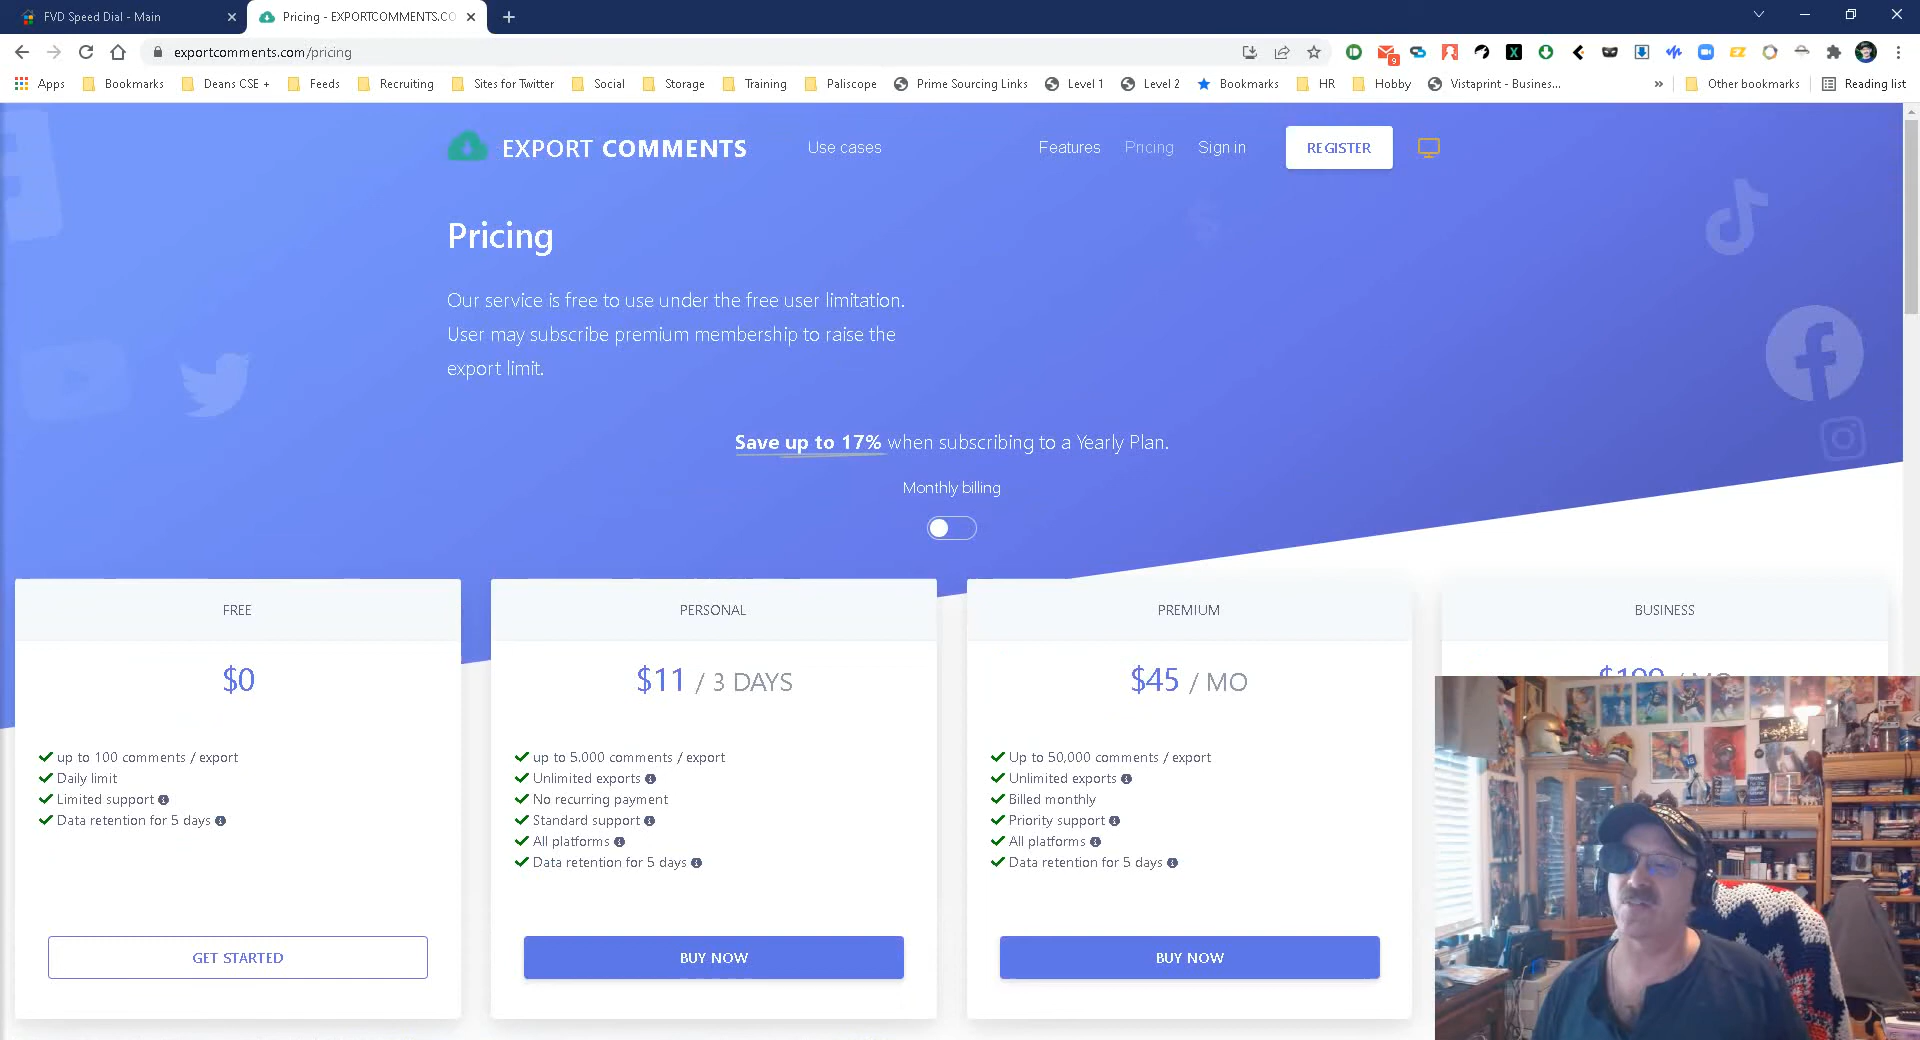 FVD Speed Dial - Main
Pricing - EXPORTCOMMENTS.CO
exportcomments.com/pricing
9
Apps
Bookmarks
Deans CSE +
Feeds
Recruiting
Sites for Twitter
Social
Storage
Training
Paliscope
Prime Sourcing Links
Level 1
Level 2
Bookmarks
HR
Hobby
Vistaprint - Busines...
»
Other bookmarks
Reading list
EXPORT COMMENTS
Use cases
Features
Pricing
Sign in
REGISTER
Pricing
Our service is free to use under the free user limitation.
User may subscribe premium membership to raise the
export limit.
Save up to 17% when subscribing to a Yearly Plan.
Monthly billing
FREE
$0
up to 100 comments / export
Daily limit
Limited support
Data retention for 5 days
GET STARTED
PERSONAL
$11 / 3 DAYS
up to 5.000 comments / export
Unlimited exports
No recurring payment
Standard support
All platforms
Data retention for 5 days
BUY NOW
PREMIUM
$45 / MO
Up to 50,000 comments / export
Unlimited exports
Billed monthly
Priority support
All platforms
Data retention for 5 days
BUY NOW
BUSINESS